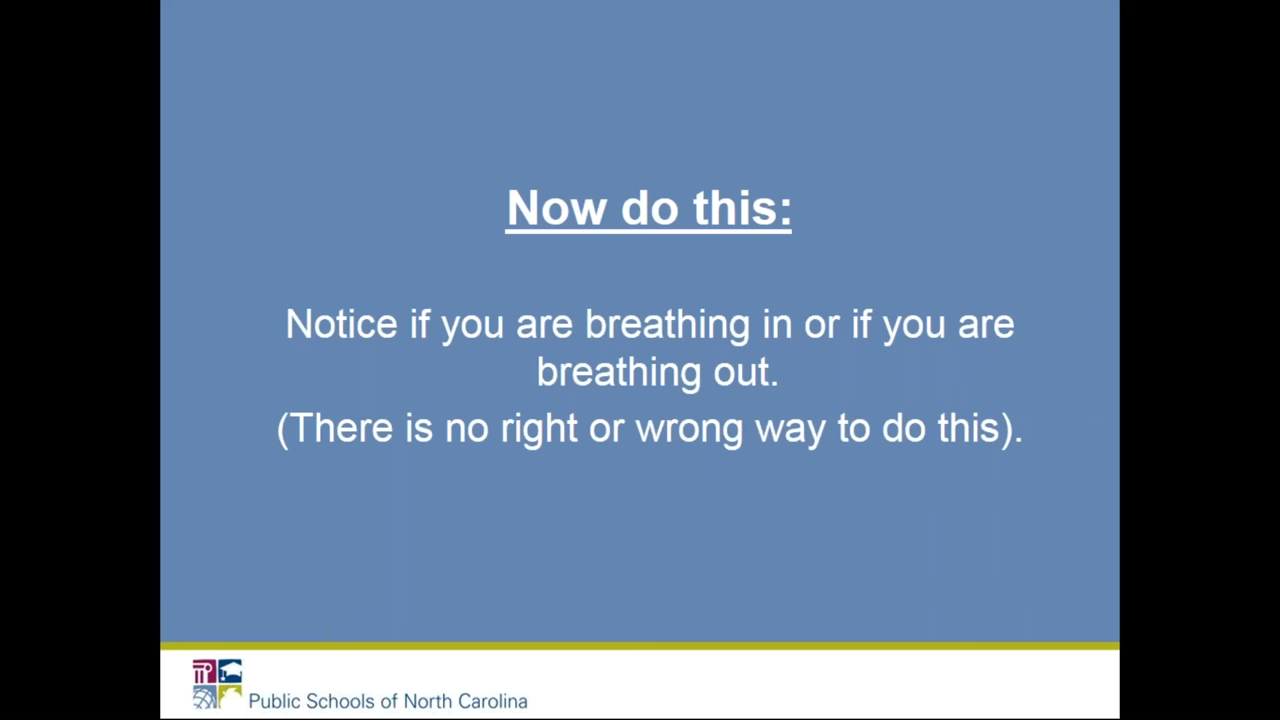 Now do this:
Notice if you are breathing in or if you are
breathing out.
(There is no right or wrong way to do this).
Public Schools of North Carolina